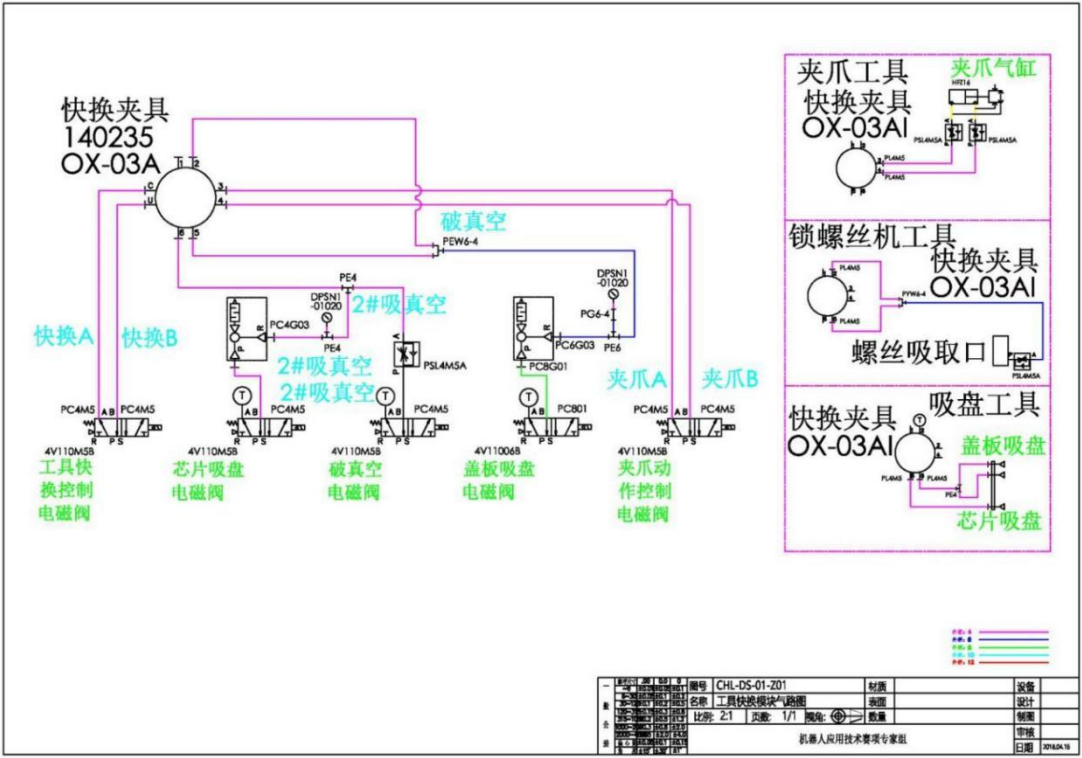 快换夹具
140235
OX-03A
1 2
C
U
3
4
6 5
破真空
PEW6-4
PE4
DPSN1
-01020
2#吸真空
PC4G03
PE4
R
P
快换A
快换B
2#吸真空
2#吸真空
A
P
PSL4M5A
DPSN1
-01020
PG6-4
PC6G03
PE6
R
P
PC8G01
夹爪A
夹爪B
T
T
T
PC4M5
A B
PC4M5
R P S
4V110M5B
工具快
换控制
电磁阀
A B
PC4M5
R P S
4V110M5B
芯片吸盘
电磁阀
A B
PC4M5
R P S
4V110M5B
破真空
电磁阀
A B
PC801
R P S
4V11006B
盖板吸盘
电磁阀
PC4M5
A B
PC4M5
R P S
4V110M5B
夹爪动
作控制
电磁阀
夹爪工具
夹爪气缸
快换夹具
OX-03AI
PSL4M5A
PSL4M5A
PL4M5
PL4M5
锁螺丝机工具
快换夹具
OX-03AI
PL4M5
PYW6-4
PL4M5
螺丝吸取口
PSL4M5A
吸盘工具
快换夹具
OX-03AI
T
PL4M5
PL4M5
PE4
盖板吸盘
芯片吸盘
图号 CHL-DS-01-Z01 材质 设备
名称 工具快换模块气路图 表面 设计
比例: 2:1 页数: 1/1 视角: 数量 制图
机器人应用技术赛项专家组
审核
日期 2018.04.15